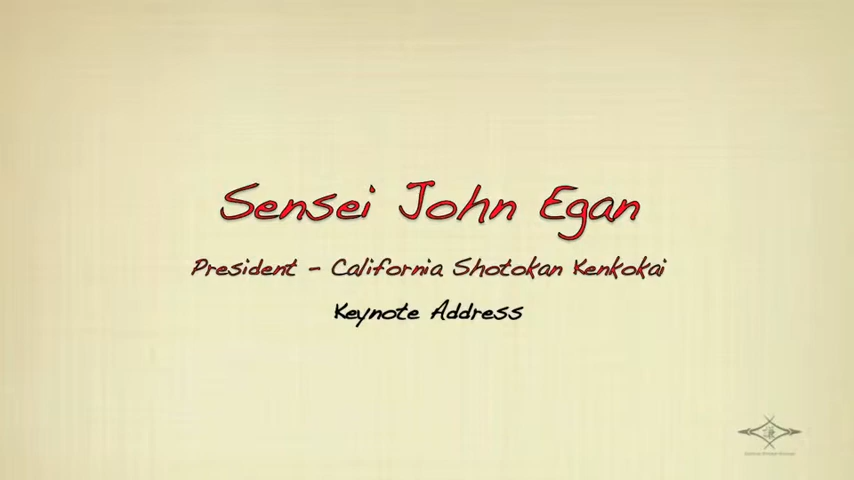 Sensei John Egan
President - California Shotokan Kenkokai
Keynote Address